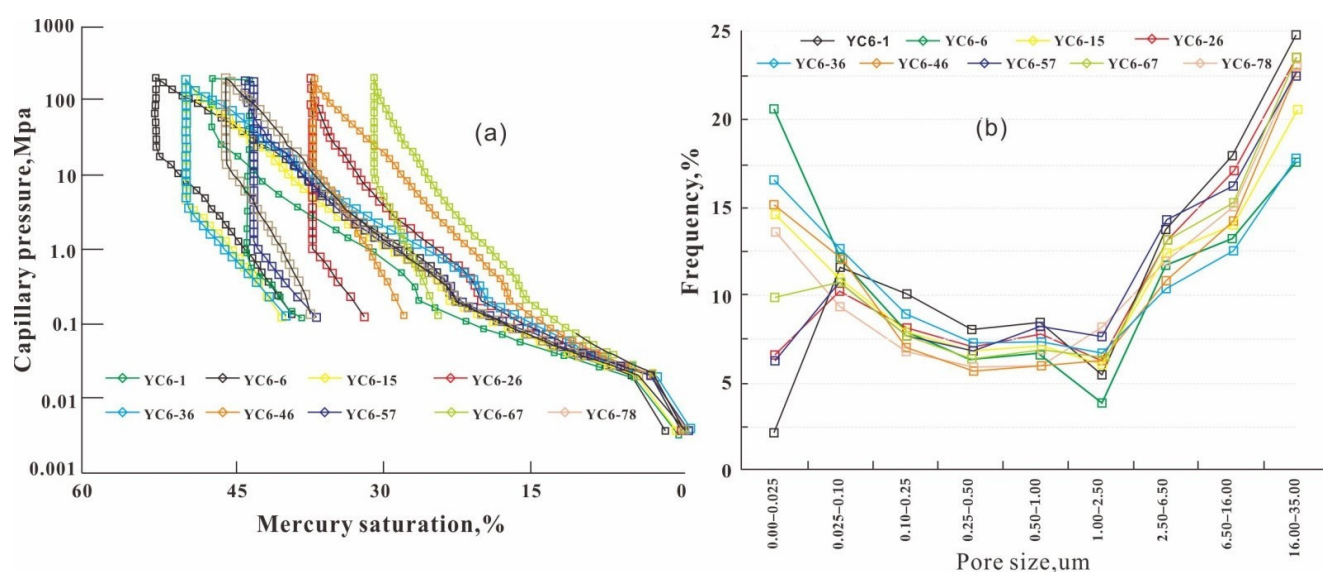 1000
100
10
1.0
0.1
0.01
0.001
Capillary pressure,Mpa
(a)
YC6-1 YC6-6 YC6-15 YC6-26
YC6-36 YC6-46 YC6-57 YC6-67 YC6-78
60 45 30 15 0
Mercury saturation,%
25
20
15
10
5
0
Frequency,%
YC6-1 YC6-6 YC6-15 YC6-26
YC6-36 YC6-46 YC6-57 YC6-67 YC6-78
(b)
0.00–0.025
0.025–0.10
0.10–0.25
0.25–0.50
0.50–1.00
1.00–2.50
2.50–6.50
6.50–16.00
16.00–35.00
Pore size,um